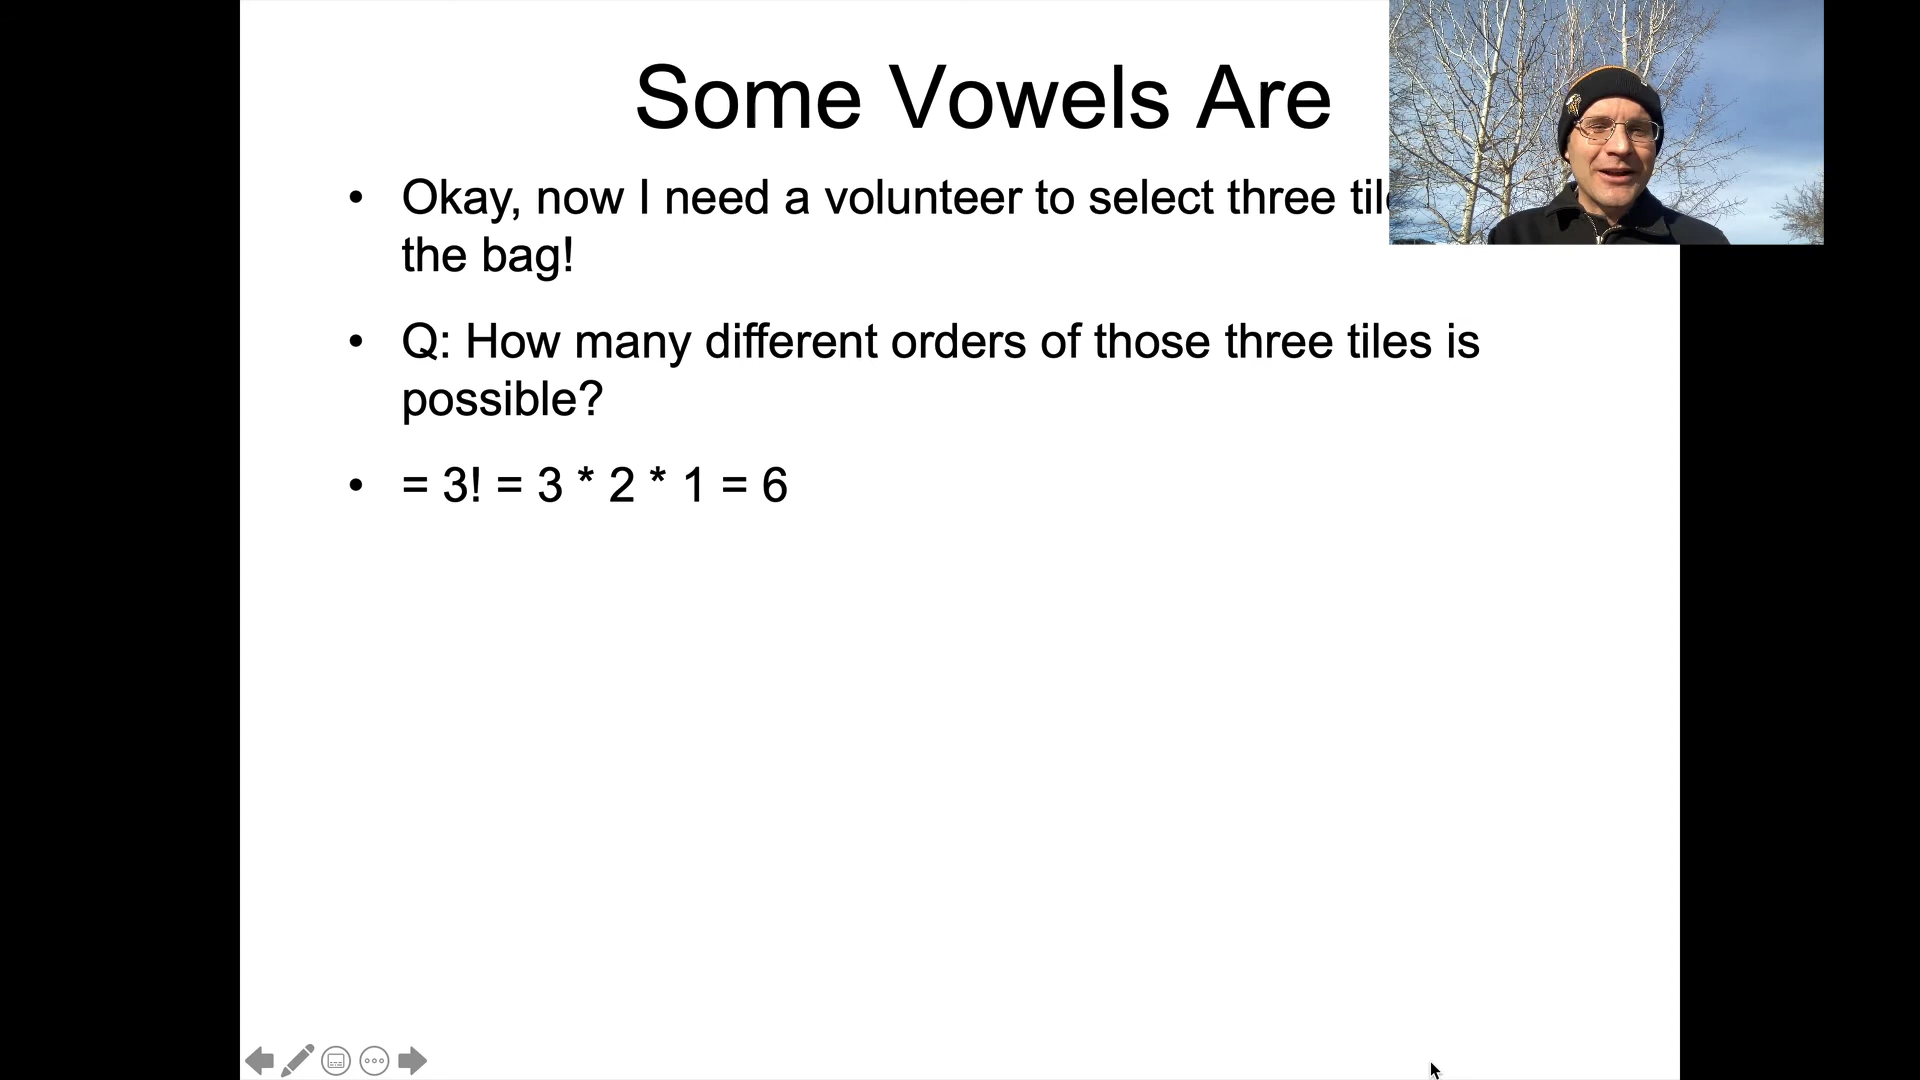 Some Vowels Are
• Okay, now I need a volunteer to select three
the bag!
• Q: How many different orders of those three tiles is
possible?
• = 3! = 3 * 2 * 1 = 6